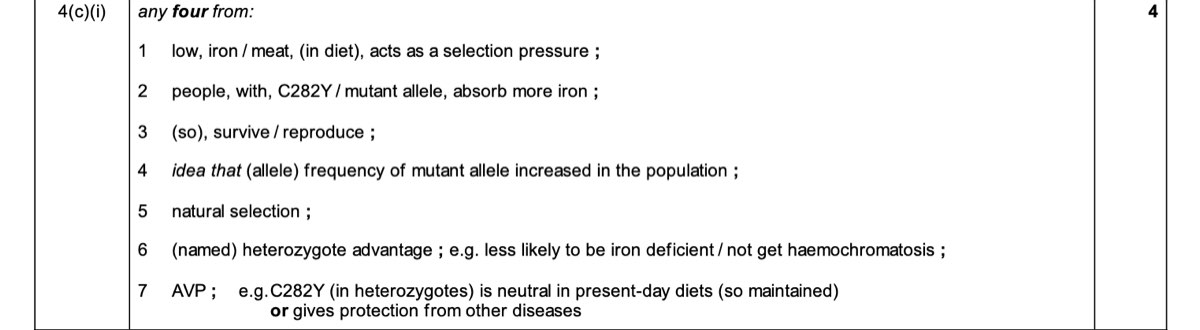 4(c)(i) any four from: 4
1 low, iron / meat, (in diet), acts as a selection pressure ;
2 people, with, C282Y / mutant allele, absorb more iron ;
3 (so), survive / reproduce ;
4 idea that (allele) frequency of mutant allele increased in the population ;
5 natural selection ;
6 (named) heterozygote advantage ; e.g. less likely to be iron deficient / not get haemochromatosis ;
7 AVP ; e.g. C282Y (in heterozygotes) is neutral in present-day diets (so maintained)
or gives protection from other diseases